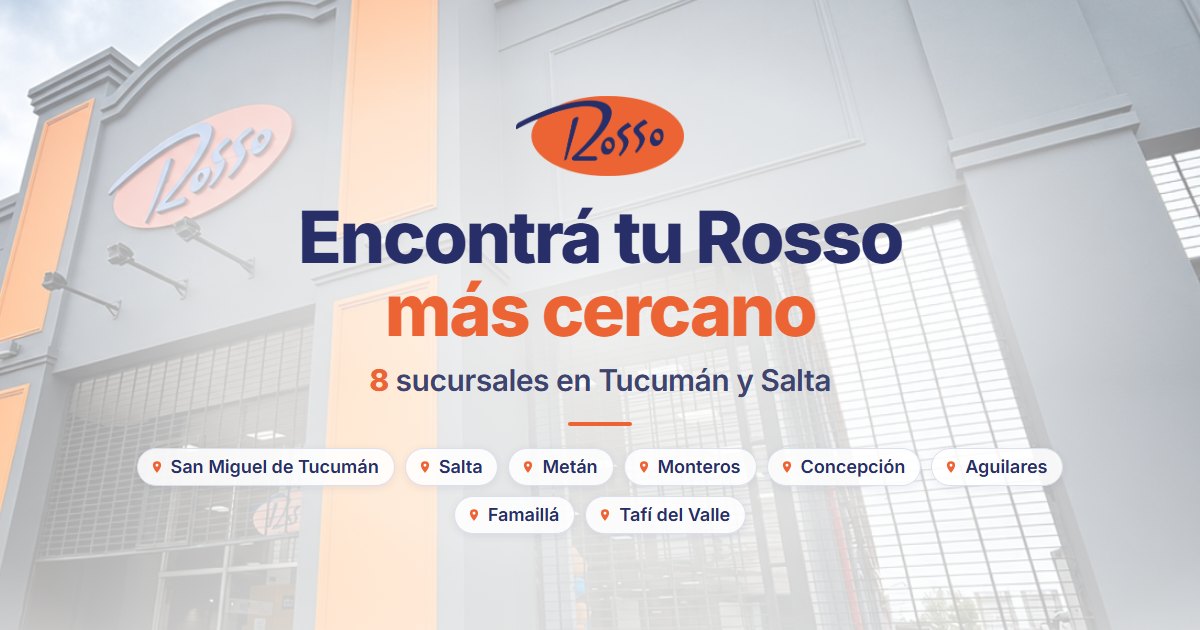 Rosso
Rosso
Encontrá tu Rosso
más cercano
8 sucursales en Tucumán y Salta
San Miguel de Tucumán
Salta
Metán
Monteros
Concepción
Aguilares
Famaillá
Tafí del Valle